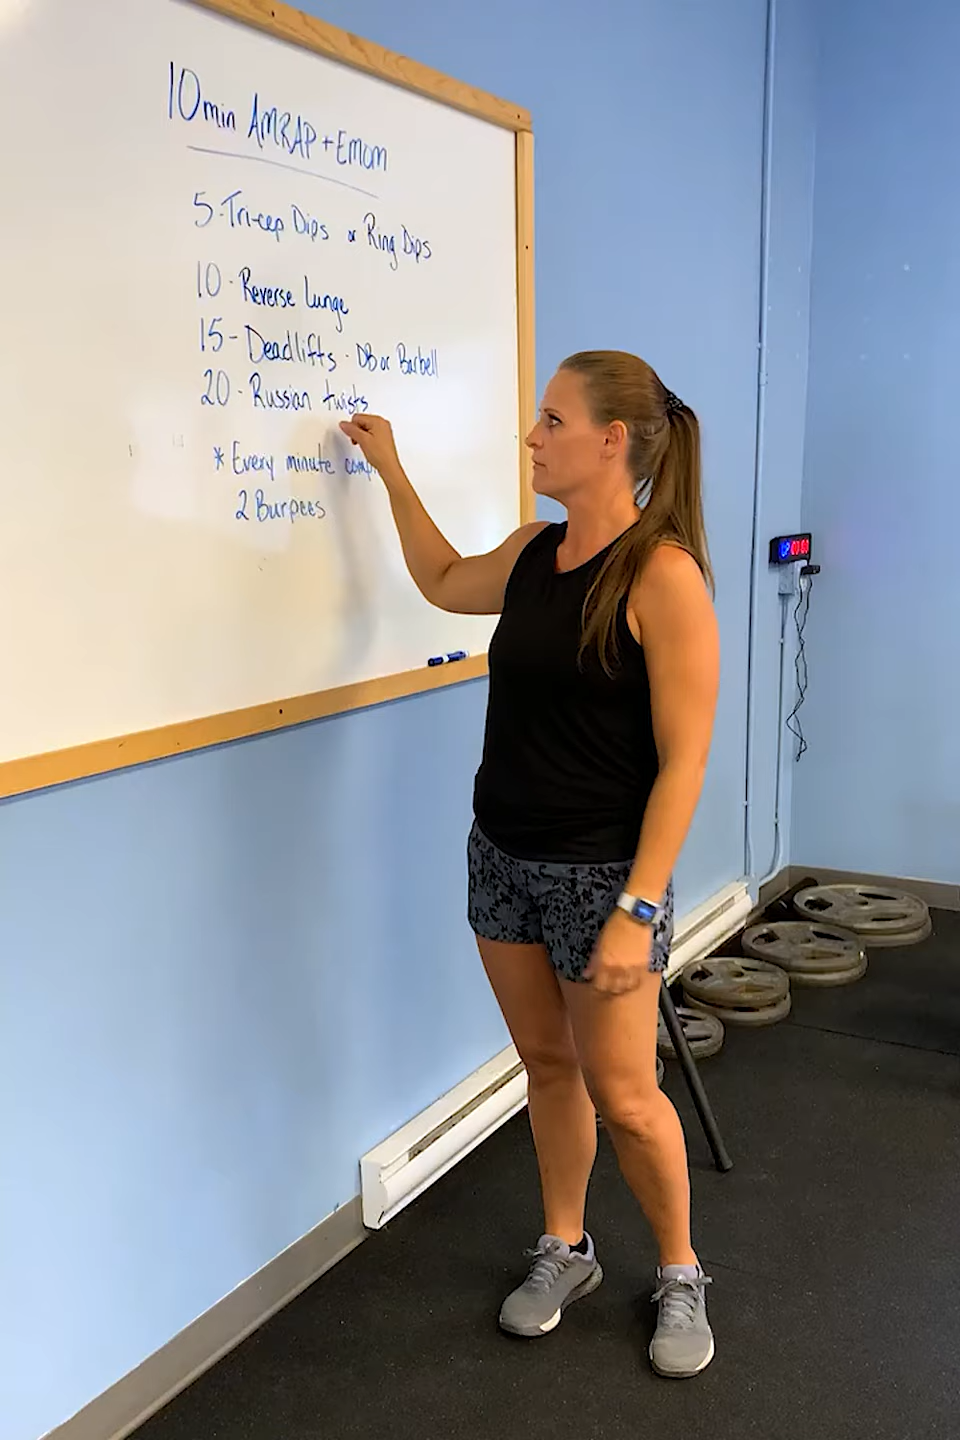 10min AMRAP + EMOM
5-Tri-cep Dips or Ring Dips
10-Reverse Lunge
15-Deadlifts-DB or Barbell
20-Russian twists
* Every minute
2 Burpees